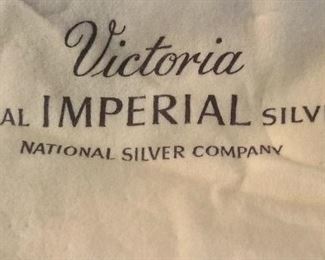 Victoria
AL IMPERIAL SILV
NATIONAL SILVER COMPANY